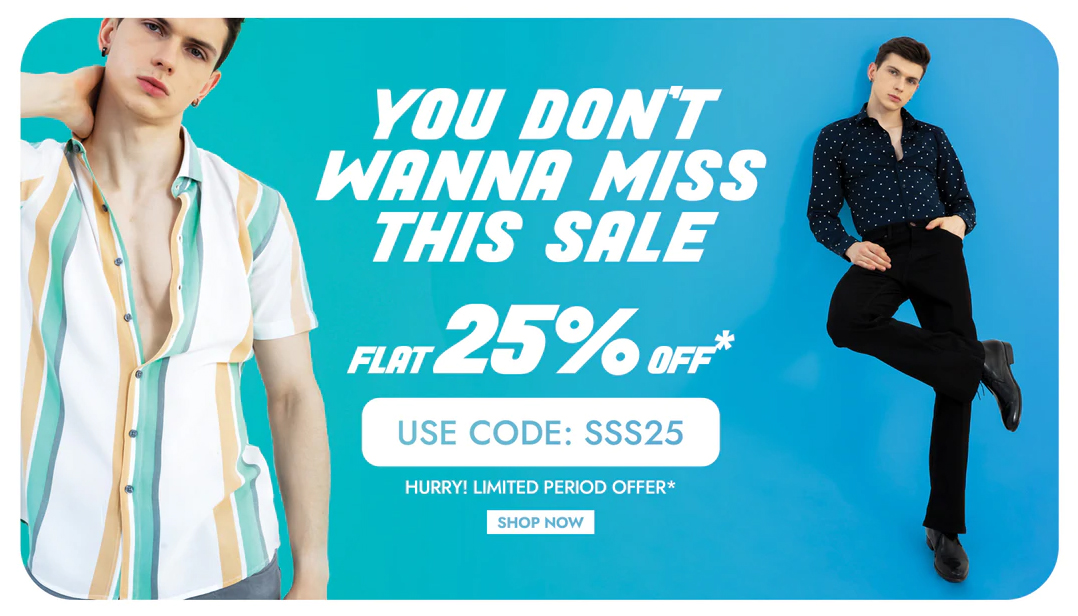 YOU DON'T
WANNA MISS
THIS SALE
FLAT 25% OFF*
USE CODE: SSS25
HURRY! LIMITED PERIOD OFFER*
SHOP NOW